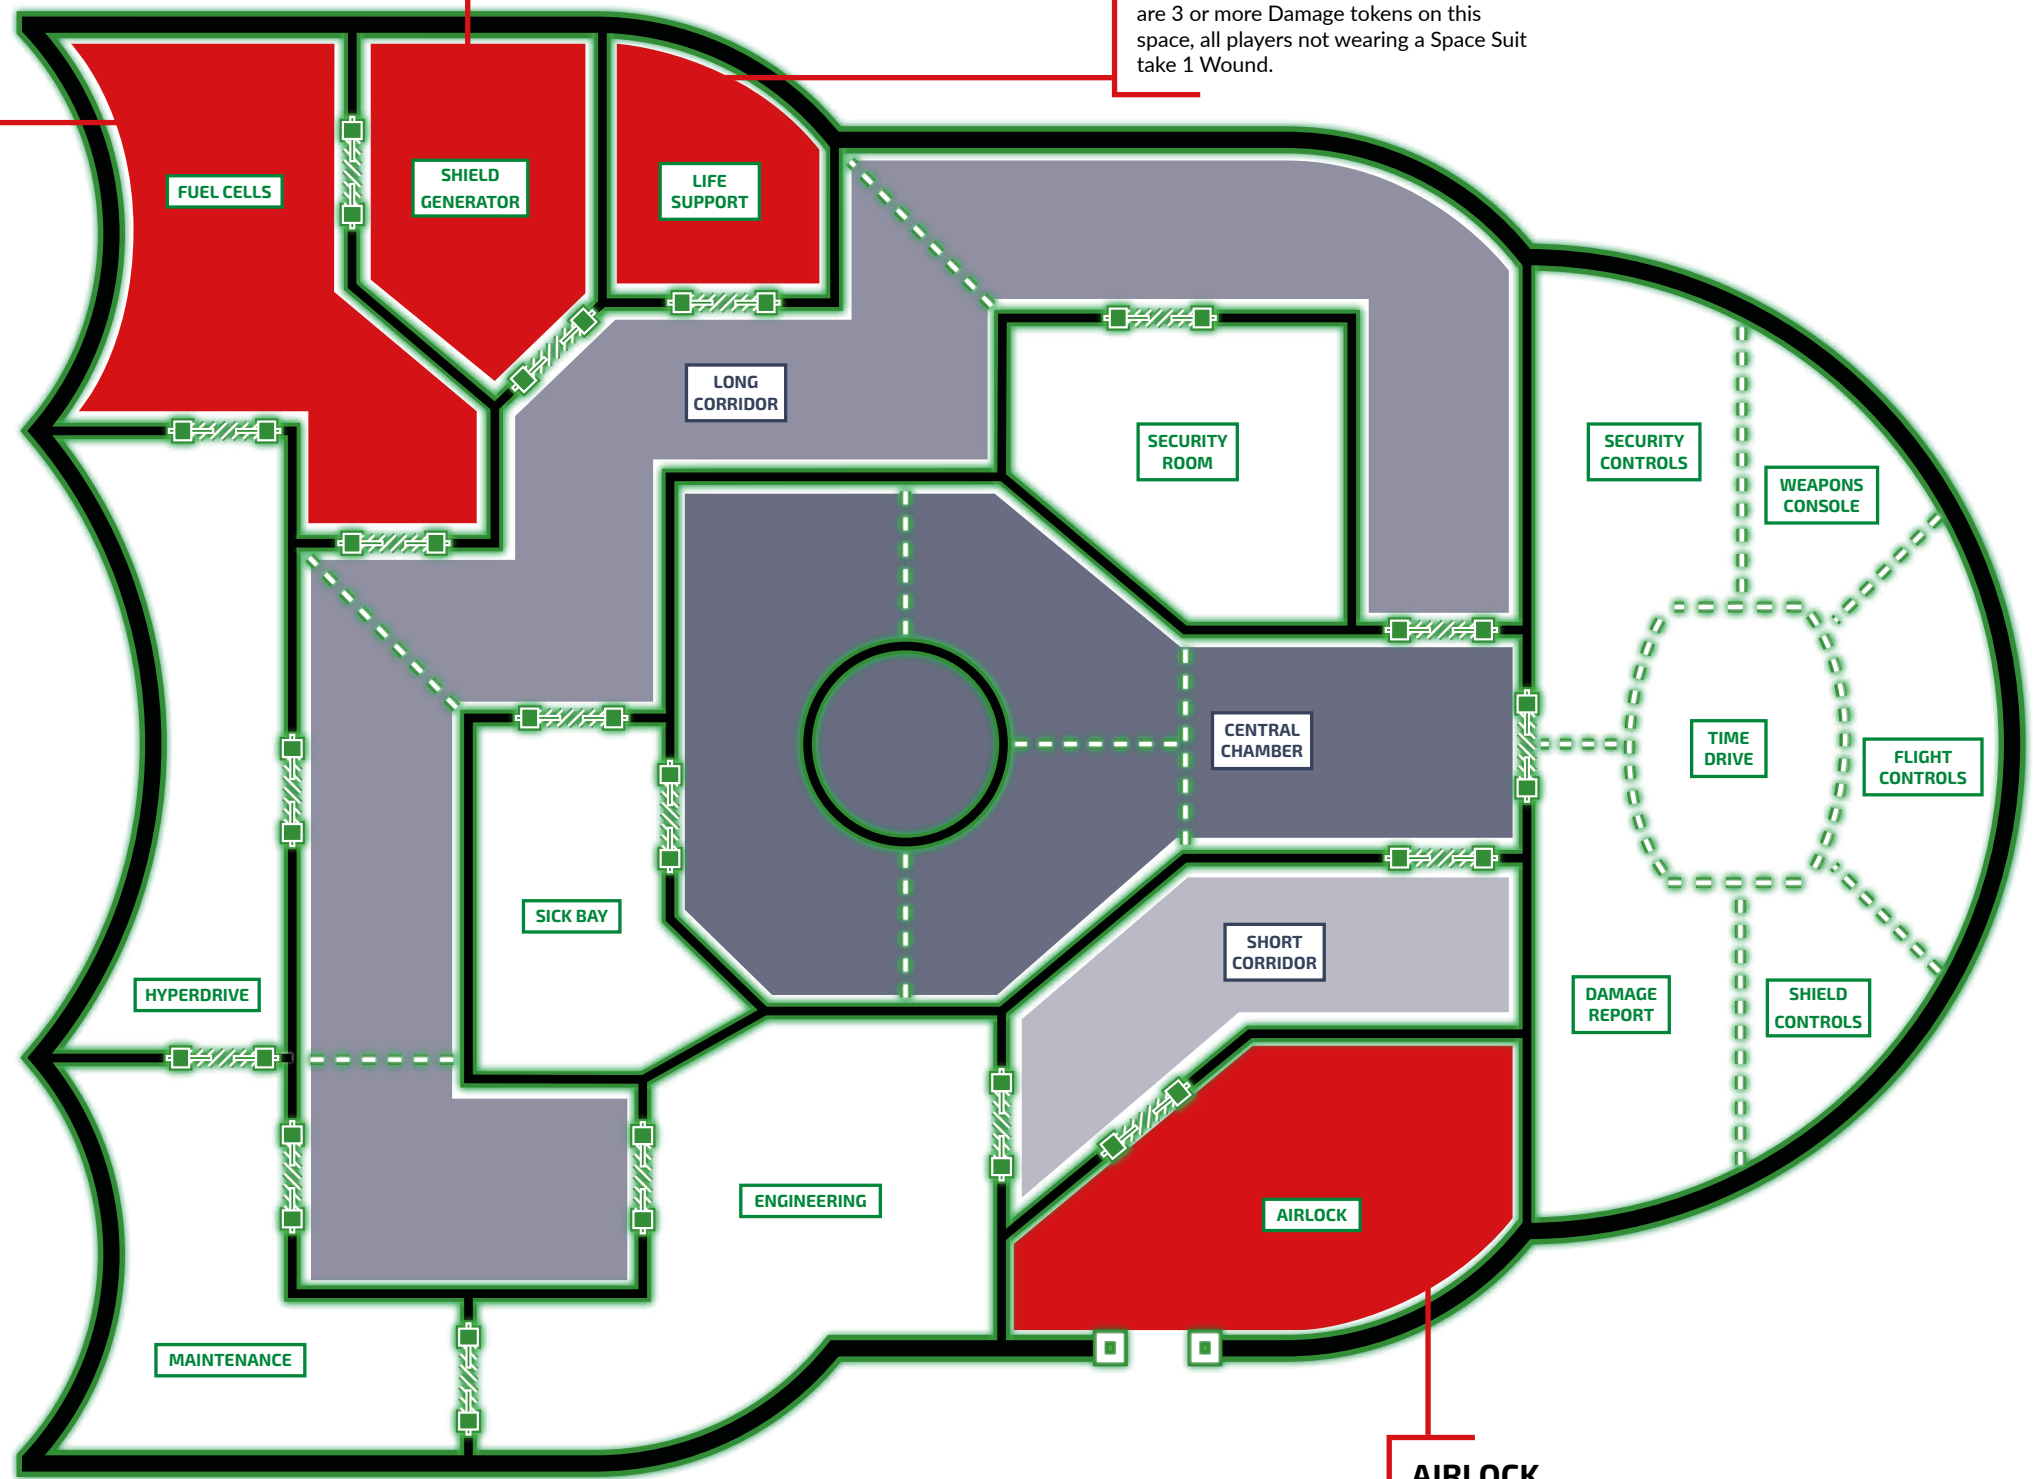 are 3 or more Damage tokens on this
space, all players not wearing a Space Suit
take 1 Wound.
FUEL CELLS
SHIELD
GENERATOR
LIFE
SUPPORT
LONG
CORRIDOR
SECURITY
ROOM
SECURITY
CONTROLS
WEAPONS
CONSOLE
CENTRAL
CHAMBER
TIME
DRIVE
FLIGHT
CONTROLS
SICK BAY
SHORT
CORRIDOR
HYPERDRIVE
DAMAGE
REPORT
SHIELD
CONTROLS
ENGINEERING
AIRLOCK
MAINTENANCE
AIRLOCK